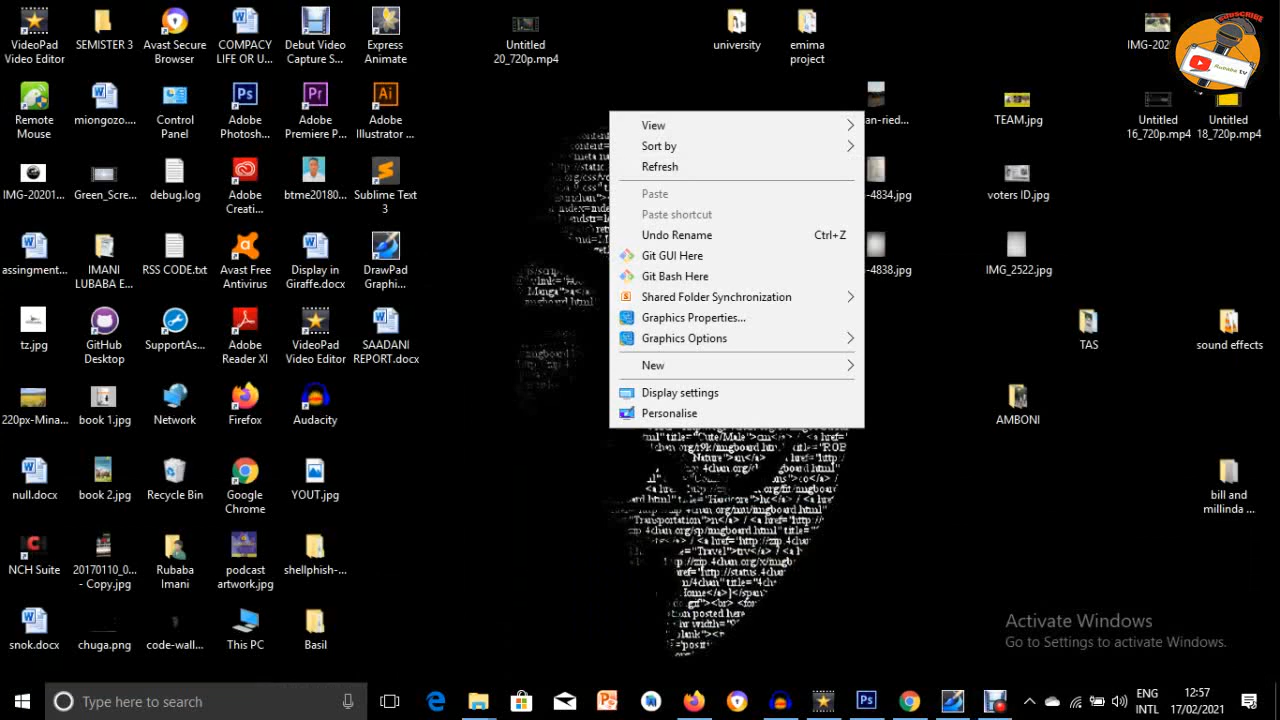 VideoPad
Video Editor
SEMISTER 3
Avast Secure
Browser
COMPACY
LIFE OR U...
Debut Video
Capture S...
Express
Animate
Untitled
20_720p.mp4
university
emima
project
IMG-202
SUBSCRIBE
Rubaba TV
Remote
Mouse
miongozo...
Control
Panel
Adobe
Photosh...
Adobe
Premiere P...
Adobe
Illustrator ...
an-ried...
TEAM.jpg
Untitled
16_720p.mp4
Untitled
18_720p.mp4
IMG-20201...
Green_Scre...
debug.log
Adobe
Creati...
btme20180...
Sublime Text
3
-4834.jpg
voters ID.jpg
assingment...
IMANI
LUBABA E...
RSS CODE.txt
Avast Free
Antivirus
Display in
Giraffe.docx
DrawPad
Graphi...
-4838.jpg
IMG_2522.jpg
tz.jpg
GitHub
Desktop
SupportAs...
Adobe
Reader XI
VideoPad
Video Editor
SAADANI
REPORT.docx
TAS
sound effects
220px-Mina...
book 1.jpg
Network
Firefox
Audacity
AMBONI
null.docx
book 2.jpg
Recycle Bin
Google
Chrome
YOUT.jpg
bill and
millinda ...
NCH Suite
20170110_0...
- Copy.jpg
Rubaba
Imani
podcast
artwork.jpg
shellphish-...
snok.docx
chuga.png
code-wall...
This PC
Basil
View
Sort by
Refresh
Paste
Paste shortcut
Undo Rename Ctrl+Z
Git GUI Here
Git Bash Here
Shared Folder Synchronization
Graphics Properties...
Graphics Options
New
Display settings
Personalise
Activate Windows
Go to Settings to activate Windows.
Type here to search
ENG
INTL
12:57
17/02/2021